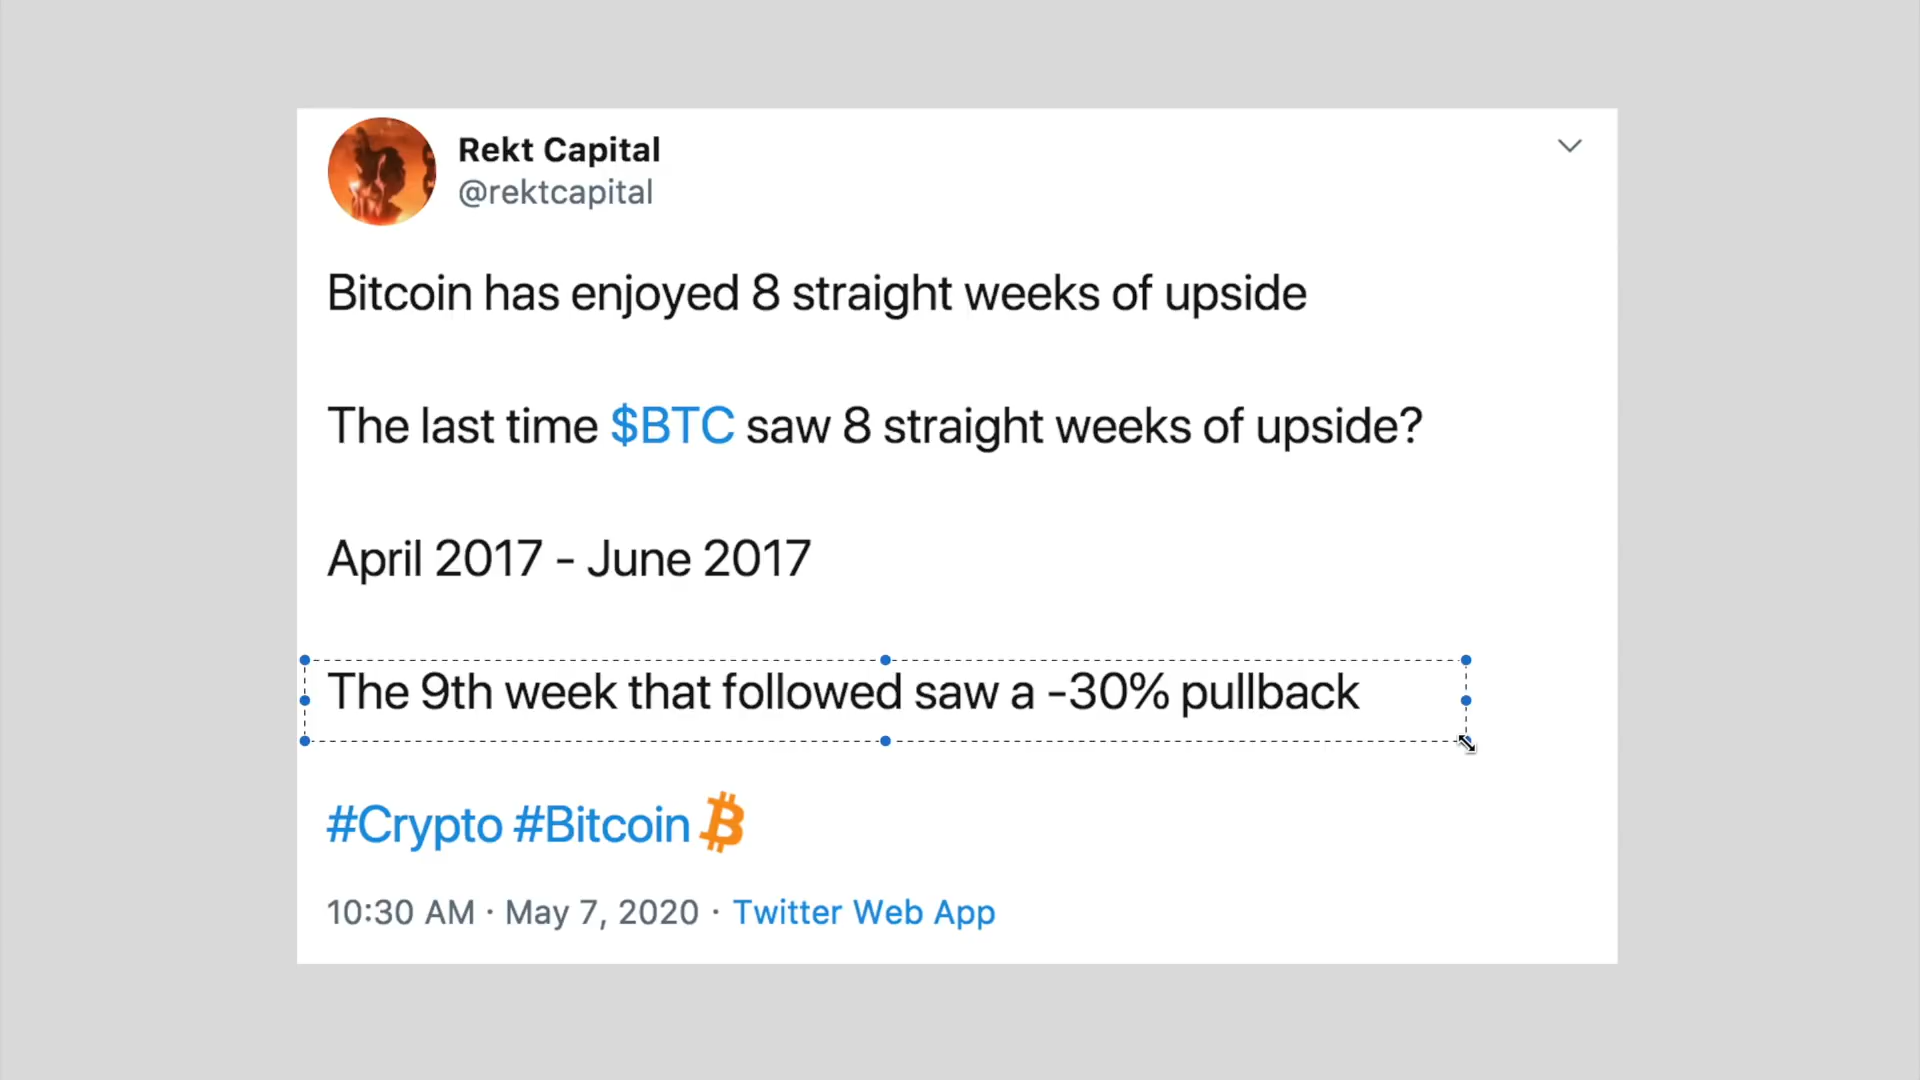 Rekt Capital
@rektcapital
Bitcoin has enjoyed 8 straight weeks of upside
The last time $BTC saw 8 straight weeks of upside?
April 2017 - June 2017
The 9th week that followed saw a -30% pullback
#Crypto #Bitcoin
10:30 AM · May 7, 2020 · Twitter Web App